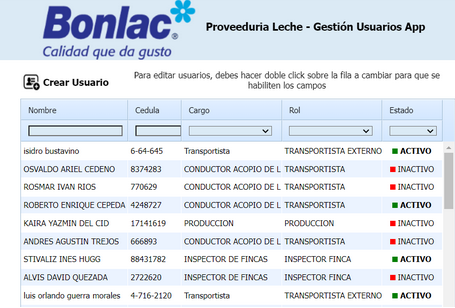 Bonlac
Calidad que da gusto
Proveeduria Leche - Gestión Usuarios App
Crear Usuario
Para editar usuarios, debes hacer doble click sobre la fila a cambiar para que se
habiliten los campos
Nombre Cedula Cargo Rol Estado
isidro bustavino 6-64-645 Transportista TRANSPORTISTA EXTERNO ACTIVO
OSVALDO ARIEL CEDENO 8374283 CONDUCTOR ACOPIO DE L TRANSPORTISTA INACTIVO
ROSMAR IVAN RIOS 770629 CONDUCTOR ACOPIO DE L TRANSPORTISTA INACTIVO
ROBERTO ENRIQUE CEPEDA 4248727 CONDUCTOR ACOPIO DE L TRANSPORTISTA ACTIVO
KAIRA YAZMIN DEL CID 17141619 PRODUCCION PRODUCCION INACTIVO
ANDRES AGUSTIN TREJOS 666893 CONDUCTOR ACOPIO DE L TRANSPORTISTA INACTIVO
STIVALIZ INES HUGG 88431782 INSPECTOR DE FINCAS INSPECTOR FINCA ACTIVO
ALVIS DAVID QUEZADA 2722620 INSPECTOR DE FINCAS INSPECTOR FINCA INACTIVO
luis orlando guerra morales 4-716-2120 Transportista TRANSPORTISTA EXTERNO ACTIVO